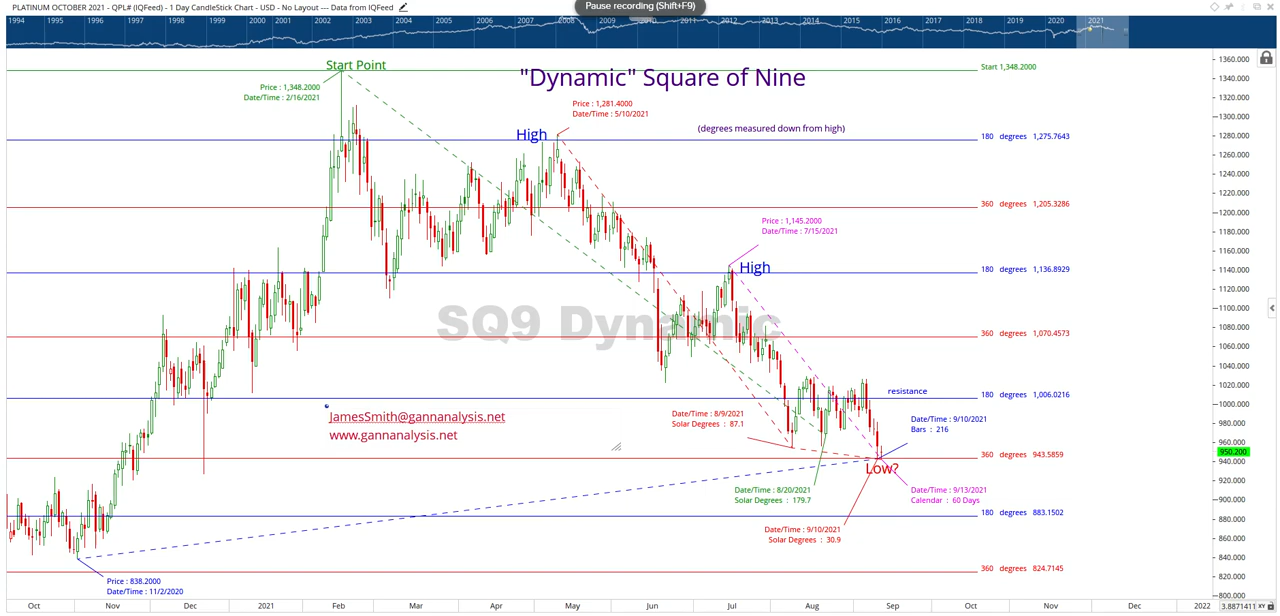 PLATINUM OCTOBER 2021 - QPL# (IQFeed) - 1 Day CandleStick Chart - USD - No Layout --- Data from IQFeed
Pause recording (Shift+F9)
1994 1995 1996 1997 1998 1999 2000 2001 2002 2003 2004 2005 2006 2007 2008 2009 2010 2011 2012 2013 2014 2015 2016 2017 2018 2019 2020 2021
Start Point
Start 1,348.2000
"Dynamic" Square of Nine
Price : 1,348.2000
Date/Time : 2/16/2021
Price : 1,281.4000
Date/Time : 5/10/2021
High
(degrees measured down from high)
180 degrees 1,275.7643
360 degrees 1,205.3286
Price : 1,145.2000
Date/Time : 7/15/2021
High
180 degrees 1,136.8929
SQ9 Dynamic
360 degrees 1,070.4573
resistance
180 degrees 1,006.0216
JamesSmith@gannanalysis.net
www.gannanalysis.net
Date/Time : 8/9/2021
Solar Degrees : 87.1
Date/Time : 9/10/2021
Bars : 216
360 degrees 943.5859
Low?
Date/Time : 8/20/2021
Solar Degrees : 179.7
Date/Time : 9/13/2021
Calendar : 60 Days
180 degrees 883.1502
Date/Time : 9/10/2021
Solar Degrees : 30.9
360 degrees 824.7145
Price : 838.2000
Date/Time : 11/2/2020
1360.000
1340.000
1320.000
1300.000
1280.000
1260.000
1240.000
1220.000
1200.000
1180.000
1160.000
1140.000
1120.000
1100.000
1080.000
1060.000
1040.000
1020.000
1000.000
980.000
960.000
950.200
940.000
920.000
900.000
880.000
860.000
840.000
820.000
800.000
Oct Nov Dec 2021 Feb Mar Apr May Jun Jul Aug Sep Oct Nov Dec 2022
3.8871411 XY